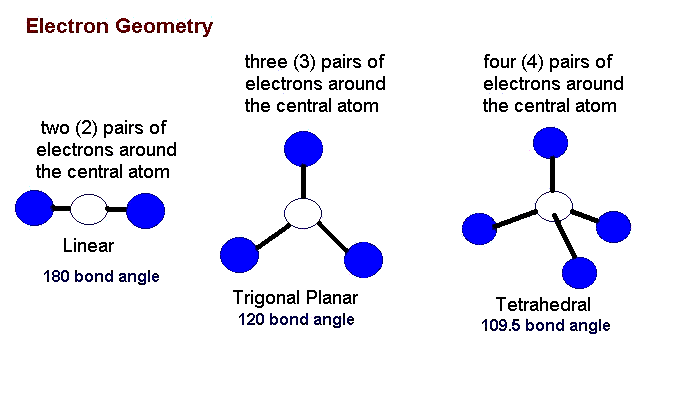 Electron Geometry
two (2) pairs of
electrons around
the central atom
Linear
180 bond angle
three (3) pairs of
electrons around
the central atom
Trigonal Planar
120 bond angle
four (4) pairs of
electrons around
the central atom
Tetrahedral
109.5 bond angle